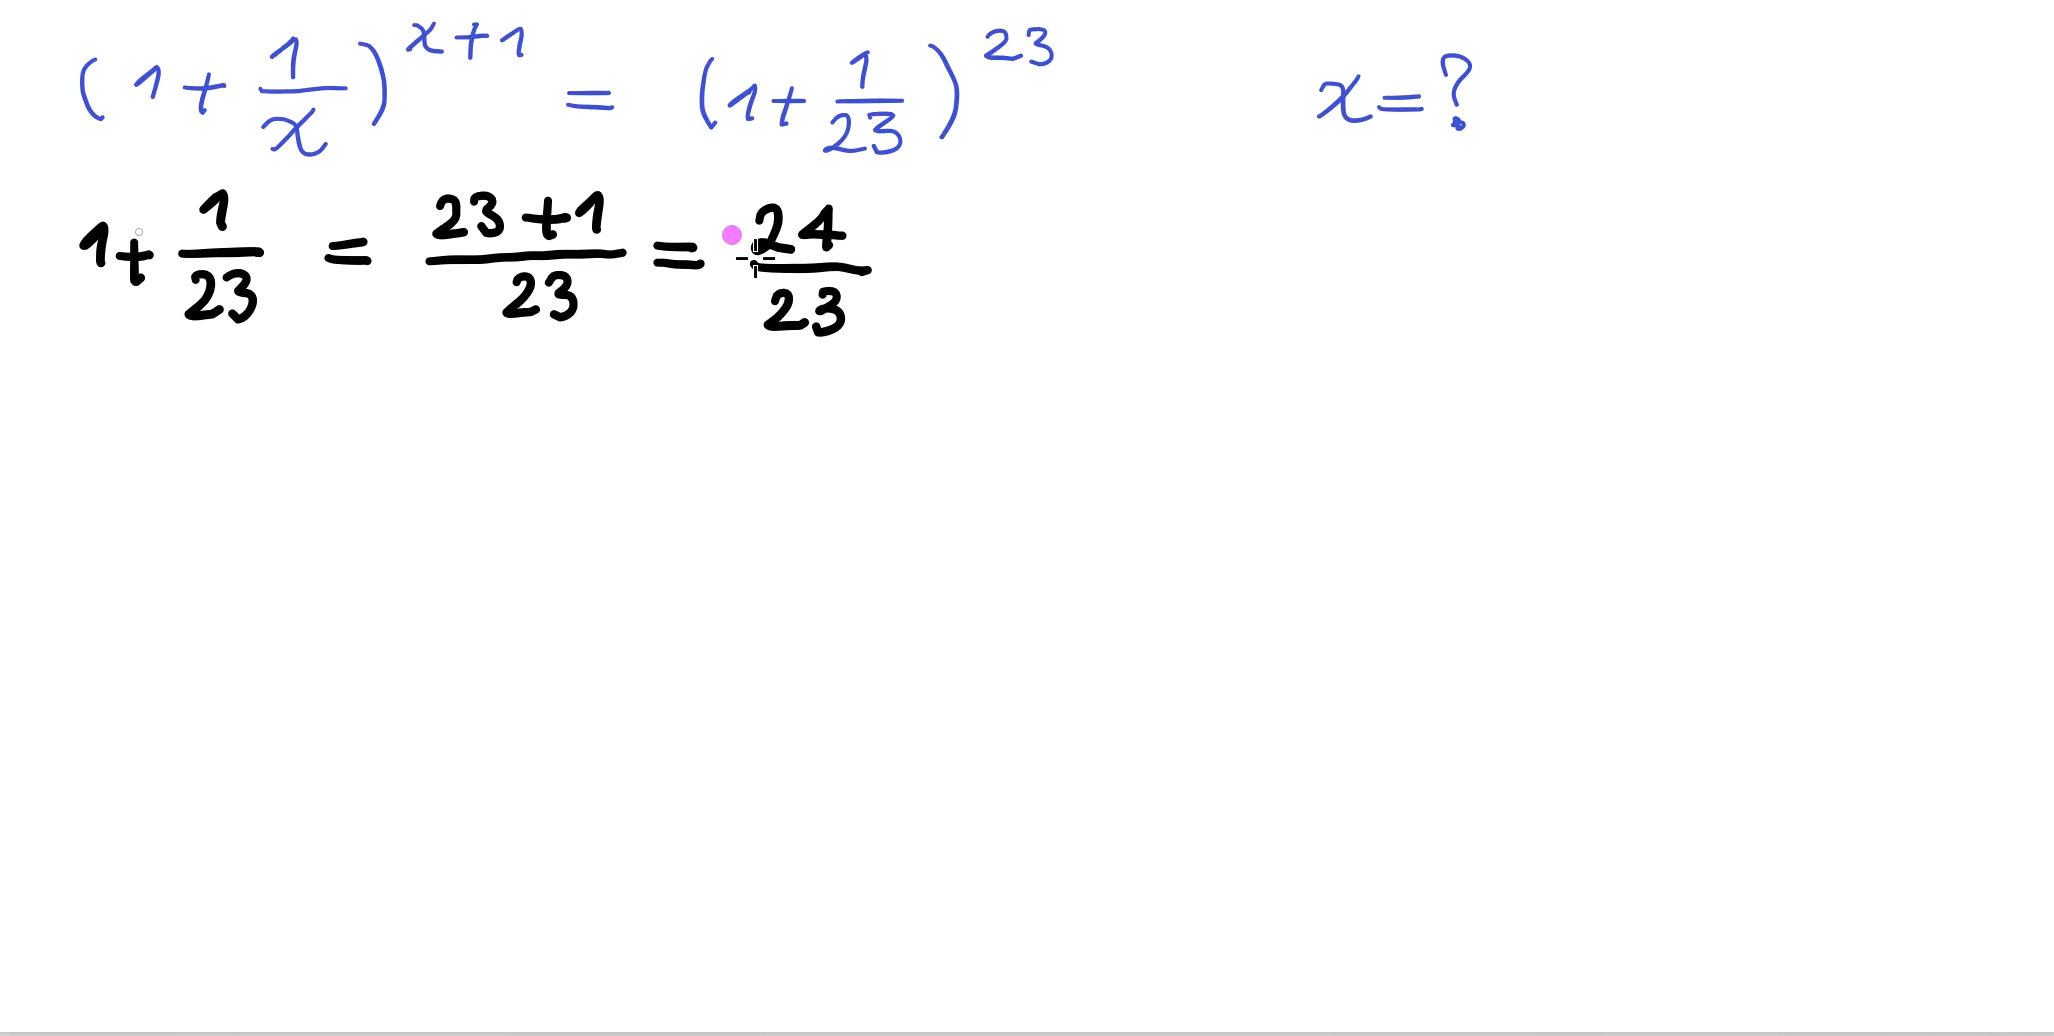 (1 + 1/x)^(x+1) = (1 + 1/23)^23 x = ?
1 + 1/23 = (23 + 1)/23 = 24/23